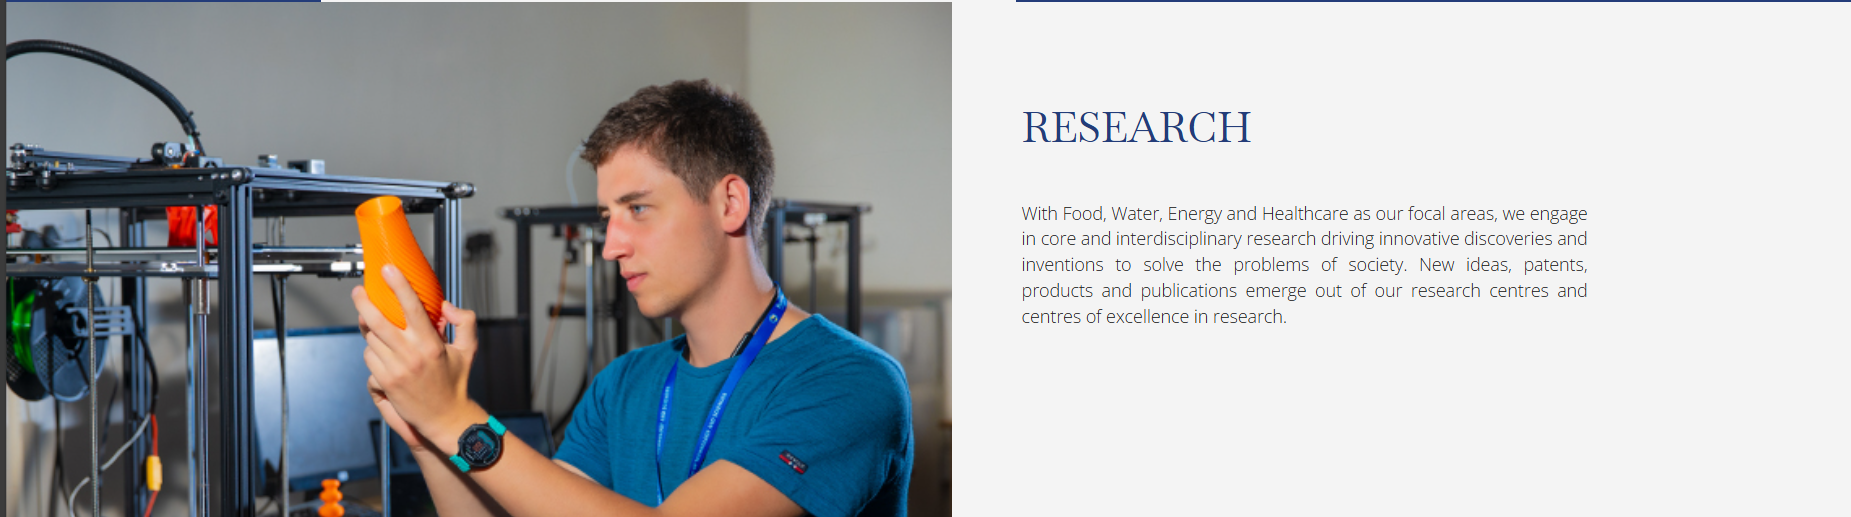 RESEARCH
With Food, Water, Energy and Healthcare as our focal areas, we engage
in core and interdisciplinary research driving innovative discoveries and
inventions to solve the problems of society. New ideas, patents,
products and publications emerge out of our research centres and
centres of excellence in research.